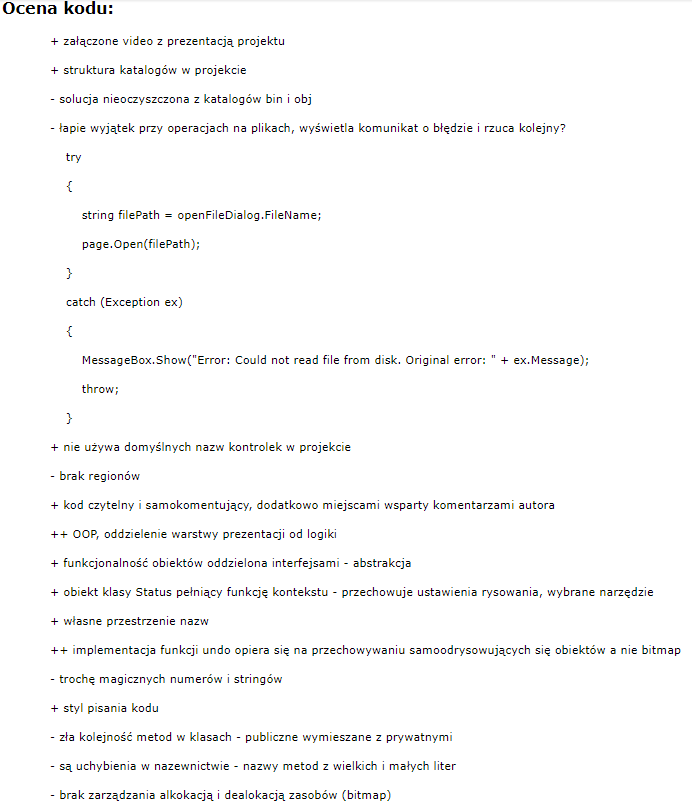 Ocena kodu:
+ załączone video z prezentacją projektu
+ struktura katalogów w projekcie
- solucja nieoczyszczona z katalogów bin i obj
- łapie wyjątek przy operacjach na plikach, wyświetla komunikat o błędzie i rzuca kolejny?
try
{
string filePath = openFileDialog.FileName;
page.Open(filePath);
}
catch (Exception ex)
{
MessageBox.Show("Error: Could not read file from disk. Original error: " + ex.Message);
throw;
}
+ nie używa domyślnych nazw kontrolek w projekcie
- brak regionów
+ kod czytelny i samokomentujący, dodatkowo miejscami wsparty komentarzami autora
++ OOP, oddzielenie warstwy prezentacji od logiki
+ funkcjonalność obiektów oddzielona interfejsami - abstrakcja
+ obiekt klasy Status pełniący funkcję kontekstu - przechowuje ustawienia rysowania, wybrane narzędzie
+ własne przestrzenie nazw
++ implementacja funkcji undo opiera się na przechowywaniu samoodrysowujących się obiektów a nie bitmap
- trochę magicznych numerów i stringów
+ styl pisania kodu
- zła kolejność metod w klasach - publiczne wymieszane z prywatnymi
- są uchybienia w nazewnictwie - nazwy metod z wielkich i małych liter
- brak zarządzania alkokacją i dealokacją zasobów (bitmap)